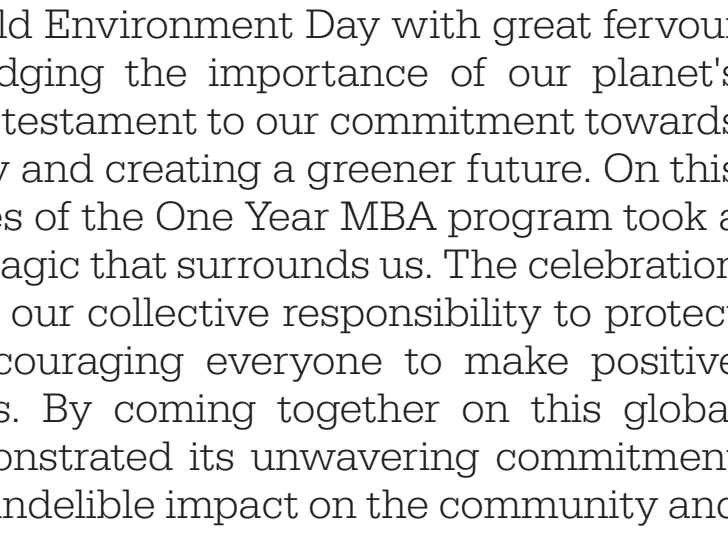 ld Environment Day with great fervour
dging the importance of our planet's
testament to our commitment towards
y and creating a greener future. On this
es of the One Year MBA program took a
agic that surrounds us. The celebration
our collective responsibility to protect
couraging everyone to make positive
s. By coming together on this globa
onstrated its unwavering commitment
ndelible impact on the community and